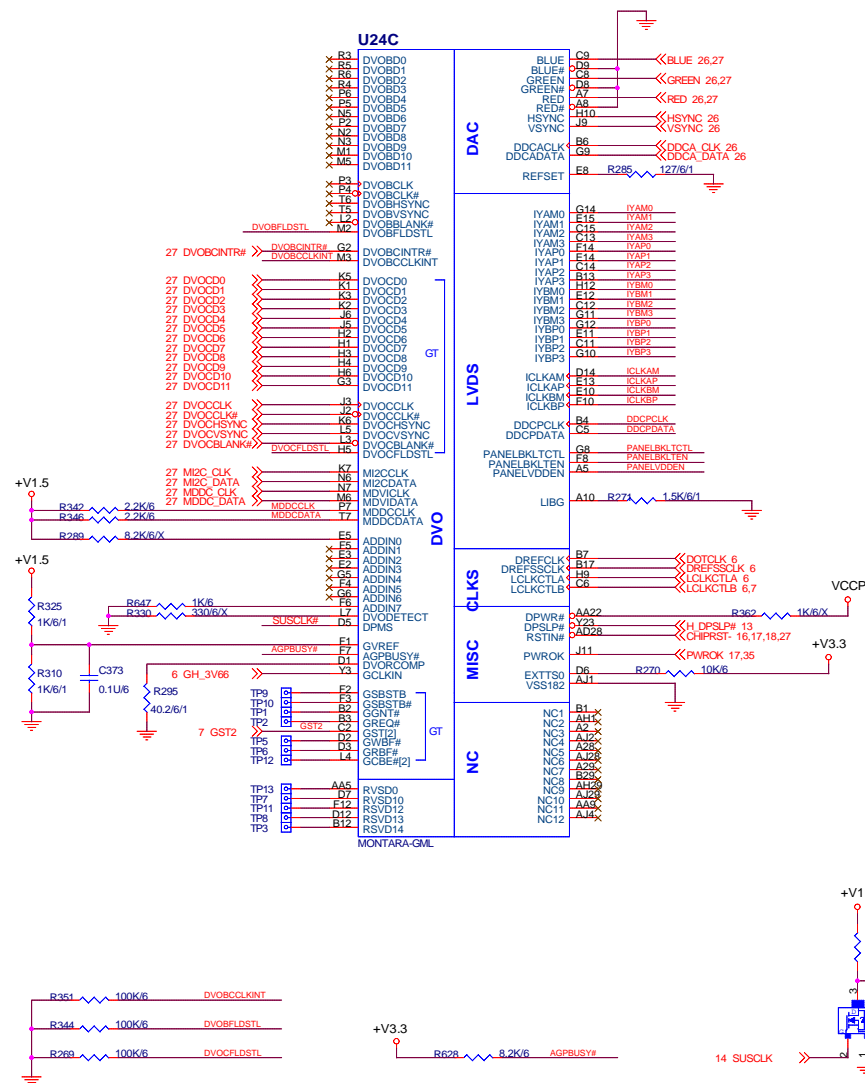 U24C
R3 DVOBD0
R5 DVOBD1
R6 DVOBD2
R4 DVOBD3
P6 DVOBD4
P5 DVOBD5
N5 DVOBD6
P2 DVOBD7
N2 DVOBD8
N3 DVOBD9
M1 DVOBD10
M5 DVOBD11
P3 DVOBCLK
P4 DVOBCLK#
T6 DVOBHSYNC
T5 DVOBVSYNC
L2 DVOBBLANK#
DVOBFLDSTL M2 DVOBFLDSTL
27 DVOBCINTR# DVOBCINTR# G2 DVOBCINTR#
DVOBCCLKINT M3 DVOBCCLKINT
27 DVOCD0 K5 DVOCD0
27 DVOCD1 K1 DVOCD1
27 DVOCD2 K3 DVOCD2
27 DVOCD3 K2 DVOCD3
27 DVOCD4 J6 DVOCD4
27 DVOCD5 J5 DVOCD5
27 DVOCD6 H2 DVOCD6
27 DVOCD7 H1 DVOCD7
27 DVOCD8 H3 DVOCD8
27 DVOCD9 H4 DVOCD9
27 DVOCD10 H6 DVOCD10
27 DVOCD11 G3 DVOCD11
GT
27 DVOCCLK J3 DVOCCLK
27 DVOCCLK# J2 DVOCCLK#
27 DVOCHSYNC K6 DVOCHSYNC
27 DVOCVSYNC L5 DVOCVSYNC
27 DVOCBLANK# L3 DVOCBLANK#
DVOCFLDSTL H5 DVOCFLDSTL
27 MI2C_CLK K7 MI2CCLK
27 MI2C_DATA N6 MI2CDATA
27 MDDC_CLK N7 MDVICLK
27 MDDC_DATA M6 MDVIDATA
+V1.5
R342 2.2K/6 MDDCCLK P7 MDDCCLK
R346 2.2K/6 MDDCDATA T7 MDDCDATA
R289 8.2K/6/X E5 ADDIN0
F5 ADDIN1
E3 ADDIN2
E2 ADDIN3
G5 ADDIN4
F4 ADDIN5
G6 ADDIN6
R647 1K/6 F6 ADDIN7
R330 330/6/X L7 DVODETECT
SUSCLK# D5 DPMS
+V1.5
R325
1K/6/1
F1 GVREF
AGPBUSY# F7 AGPBUSY#
D1 DVORCOMP
6 GH_3V66 Y3 GCLKIN
R310
1K/6/1
C373
0.1U/6
R295
40.2/6/1
TP9 F2 GSBSTB
TP10 F3 GSBSTB#
TP1 B2 GGNT#
TP2 B3 GREQ#
7 GST2 GST2 C2 GST[2]
TP5 D2 GWBF#
TP6 D3 GRBF#
TP12 L4 GCBE#[2]
GT
TP13 AA5 RVSD0
TP7 D7 RVSD10
TP11 F12 RSVD12
TP8 D12 RSVD13
TP3 B12 RSVD14
MONTARA-GML
DVO
DAC
BLUE C9 BLUE 26,27
BLUE# D9
GREEN C8 GREEN 26,27
GREEN# D8
RED A7 RED 26,27
RED# A8
HSYNC H10 HSYNC 26
VSYNC J9 VSYNC 26
DDCACLK B6 DDCA_CLK 26
DDCADATA G9 DDCA_DATA 26
REFSET E8 R285 127/6/1
LVDS
IYAM0 G14 IYAM0
IYAM1 E15 IYAM1
IYAM2 C15 IYAM2
IYAM3 C13 IYAM3
IYAP0 F14 IYAP0
IYAP1 E14 IYAP1
IYAP2 C14 IYAP2
IYAP3 B13 IYAP3
IYBM0 H12 IYBM0
IYBM1 E12 IYBM1
IYBM2 C12 IYBM2
IYBM3 G11 IYBM3
IYBP0 G12 IYBP0
IYBP1 E11 IYBP1
IYBP2 C11 IYBP2
IYBP3 G10 IYBP3
ICLKAM D14 ICLKAM
ICLKAP E13 ICLKAP
ICLKBM E10 ICLKBM
ICLKBP F10 ICLKBP
DDCPCLK B4 DDCPCLK
DDCPDATA C5 DDCPDATA
PANELBKLTCTL G8 PANELBKLTCTL
PANELBKLTEN F8 PANELBKLTEN
PANELVDDEN A5 PANELVDDEN
LIBG A10 R271 1.5K/6/1
CLKS
DREFCLK B7 DOTCLK 6
DREFSSCLK B17 DREFSSCLK 6
LCLKCTLA H9 LCLKCTLA 6
LCLKCTLB C6 LCLKCTLB 6,7
VCCP
MISC
DPWR# AA22 R362 1K/6/X
DPSLP# Y23 H_DPSLP# 13
RSTIN# AD28 CHIPRST- 16,17,18,27
PWROK J11 PWROK 17,35
+V3.3
EXTTS0 D6 R270 10K/6
VSS182 AJ1
NC
NC1 B1
NC2 AH1
NC3 A2
NC4 AJ2
NC5 A28
NC6 AJ28
NC7 A29
NC8 B29
NC9 AH29
NC10 AJ29
NC11 AA9
NC12 AJ4
R351 100K/6 DVOBCCLKINT
R344 100K/6 DVOBFLDSTL
R269 100K/6 DVOCFLDSTL
+V3.3
R628 8.2K/6 AGPBUSY#
+V1
3
14 SUSCLK 2
1